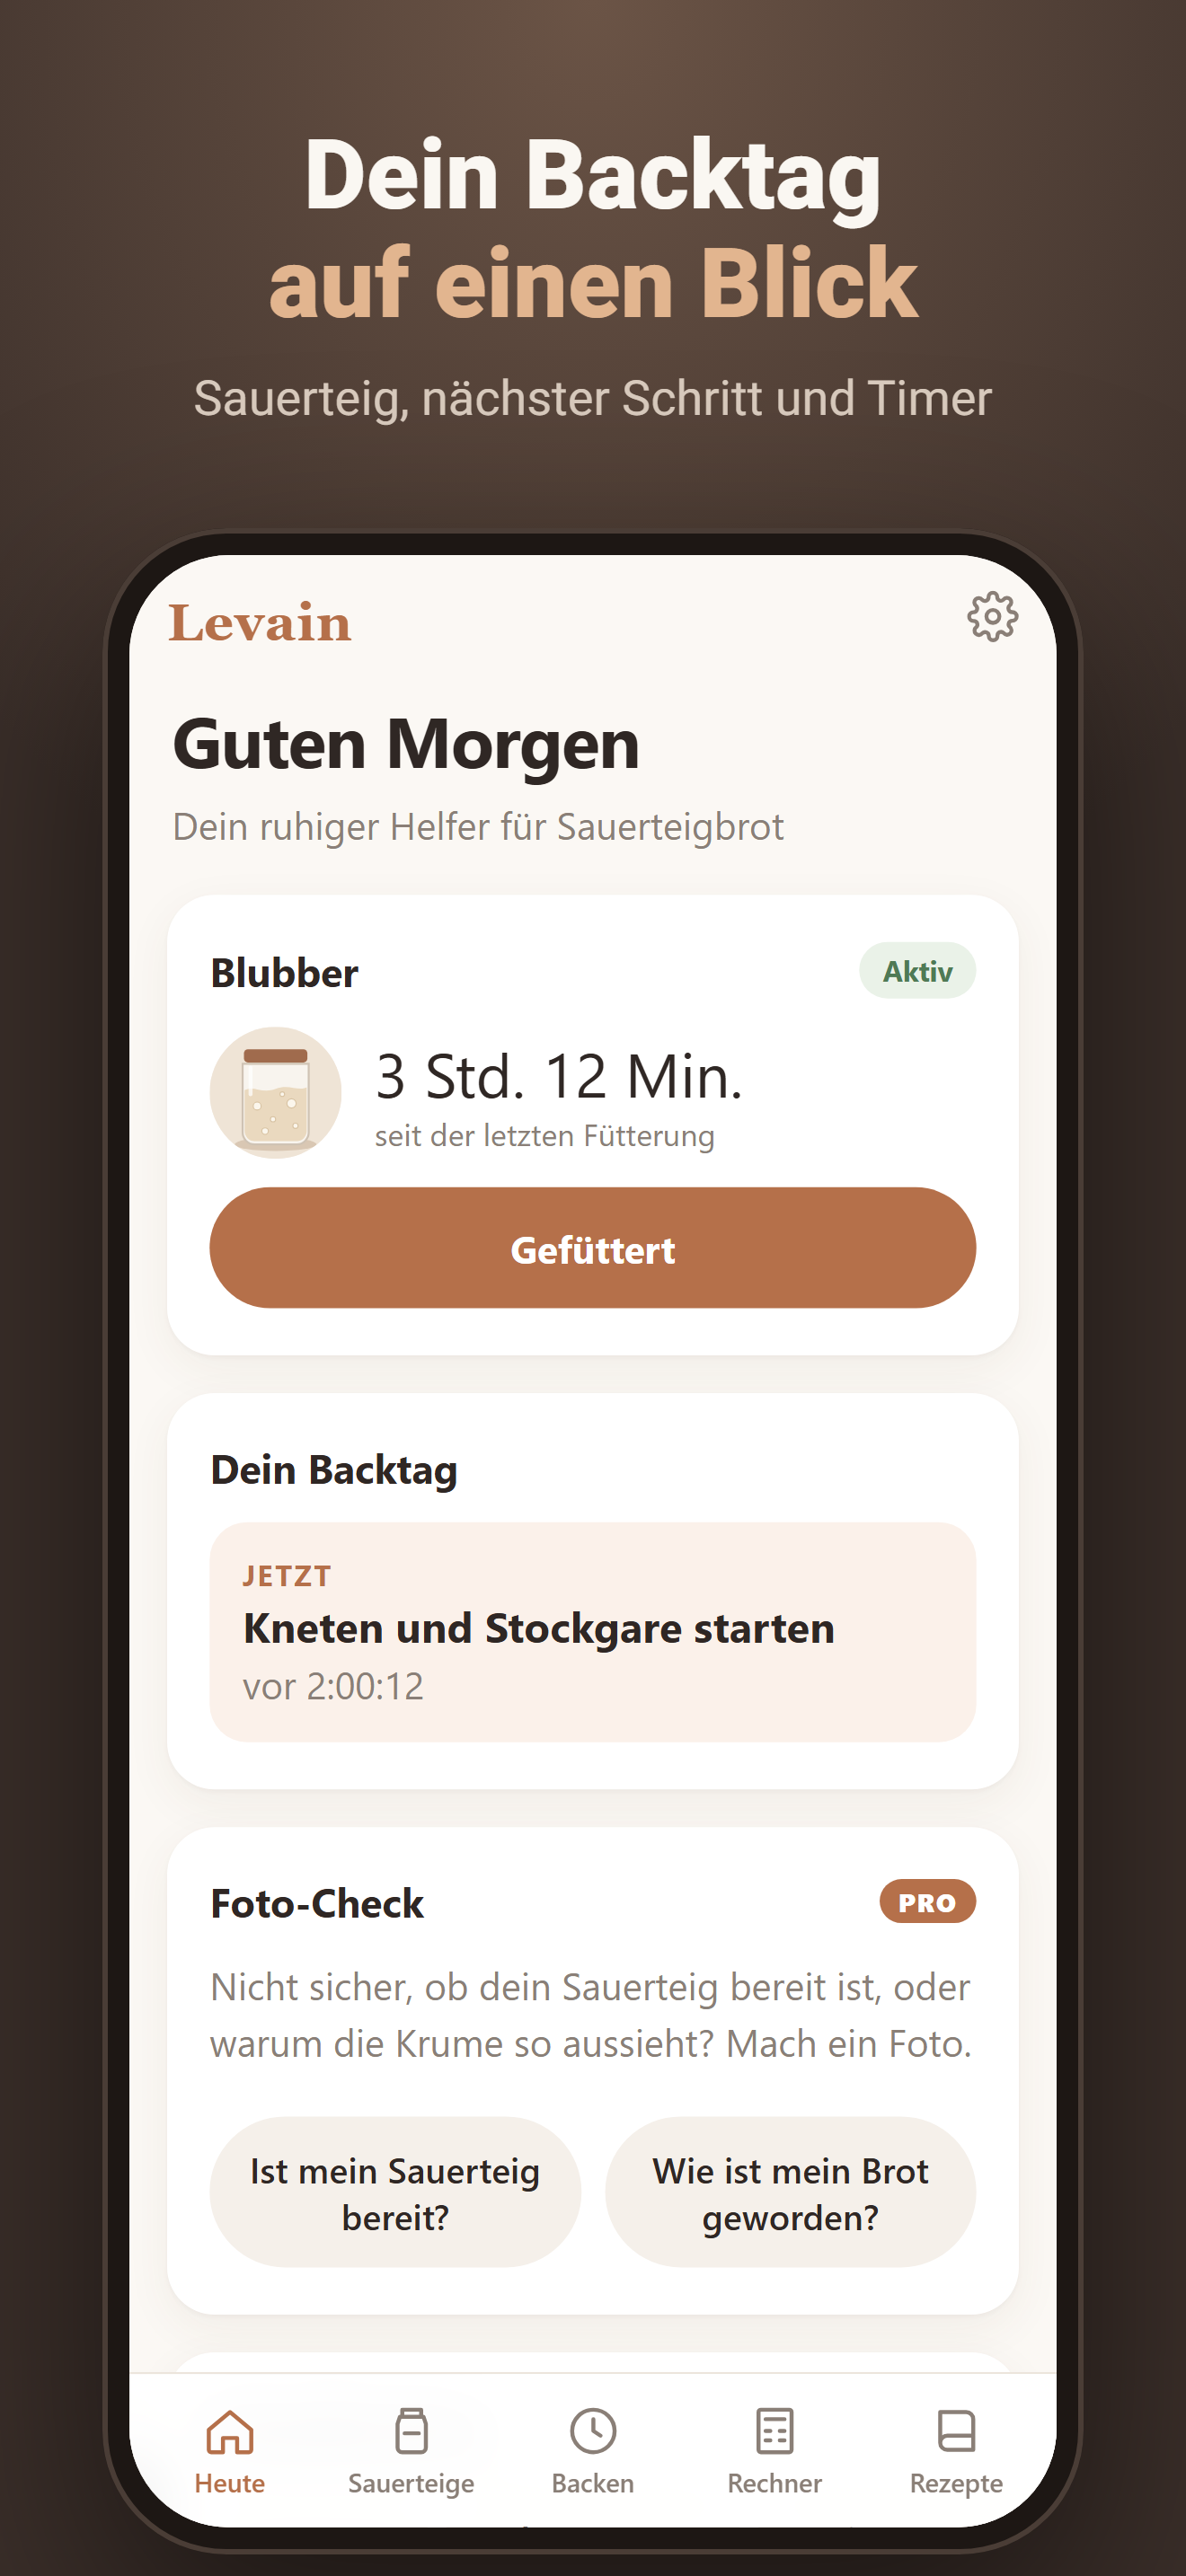 Dein Backtag
auf einen Blick
Sauerteig, nächster Schritt und Timer
Levain
Guten Morgen
Dein ruhiger Helfer für Sauerteigbrot
Blubber
Aktiv
3 Std. 12 Min.
seit der letzten Fütterung
Gefüttert
Dein Backtag
JETZT
Kneten und Stockgare starten
vor 2:00:12
Foto-Check
PRO
Nicht sicher, ob dein Sauerteig bereit ist, oder
warum die Krume so aussieht? Mach ein Foto.
Ist mein Sauerteig
bereit?
Wie ist mein Brot
geworden?
Heute
Sauerteige
Backen
Rechner
Rezepte